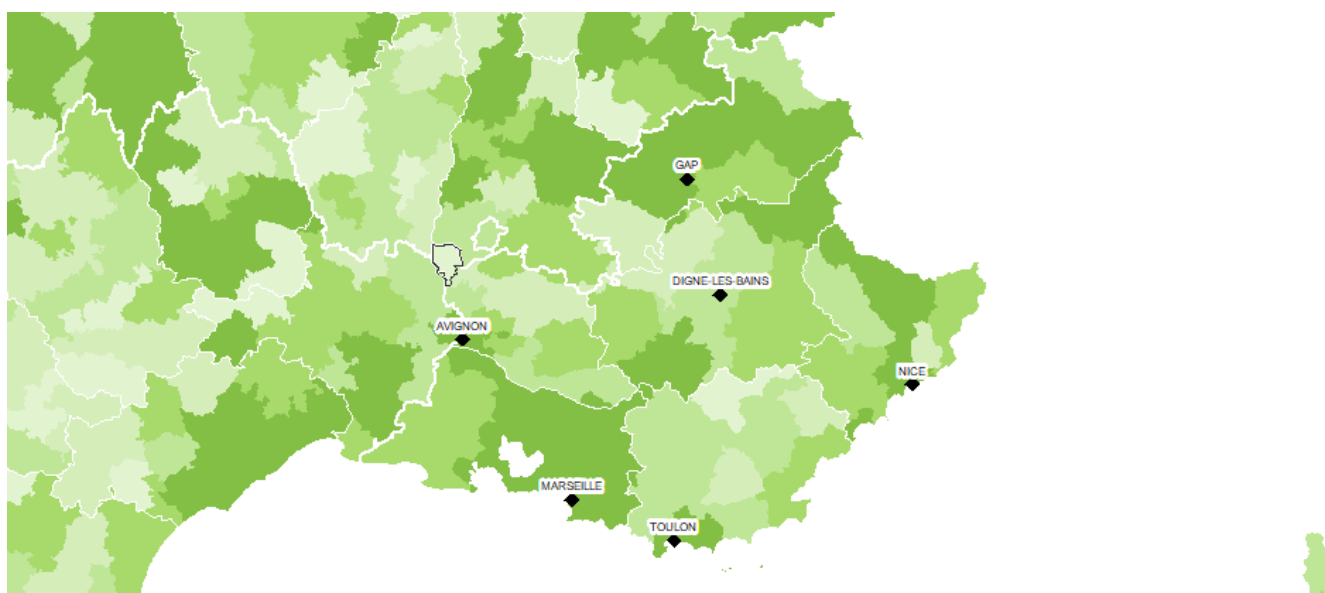 GAP
DIGNE-LES-BAINS
AVIGNON
NICE
MARSEILLE
TOULON